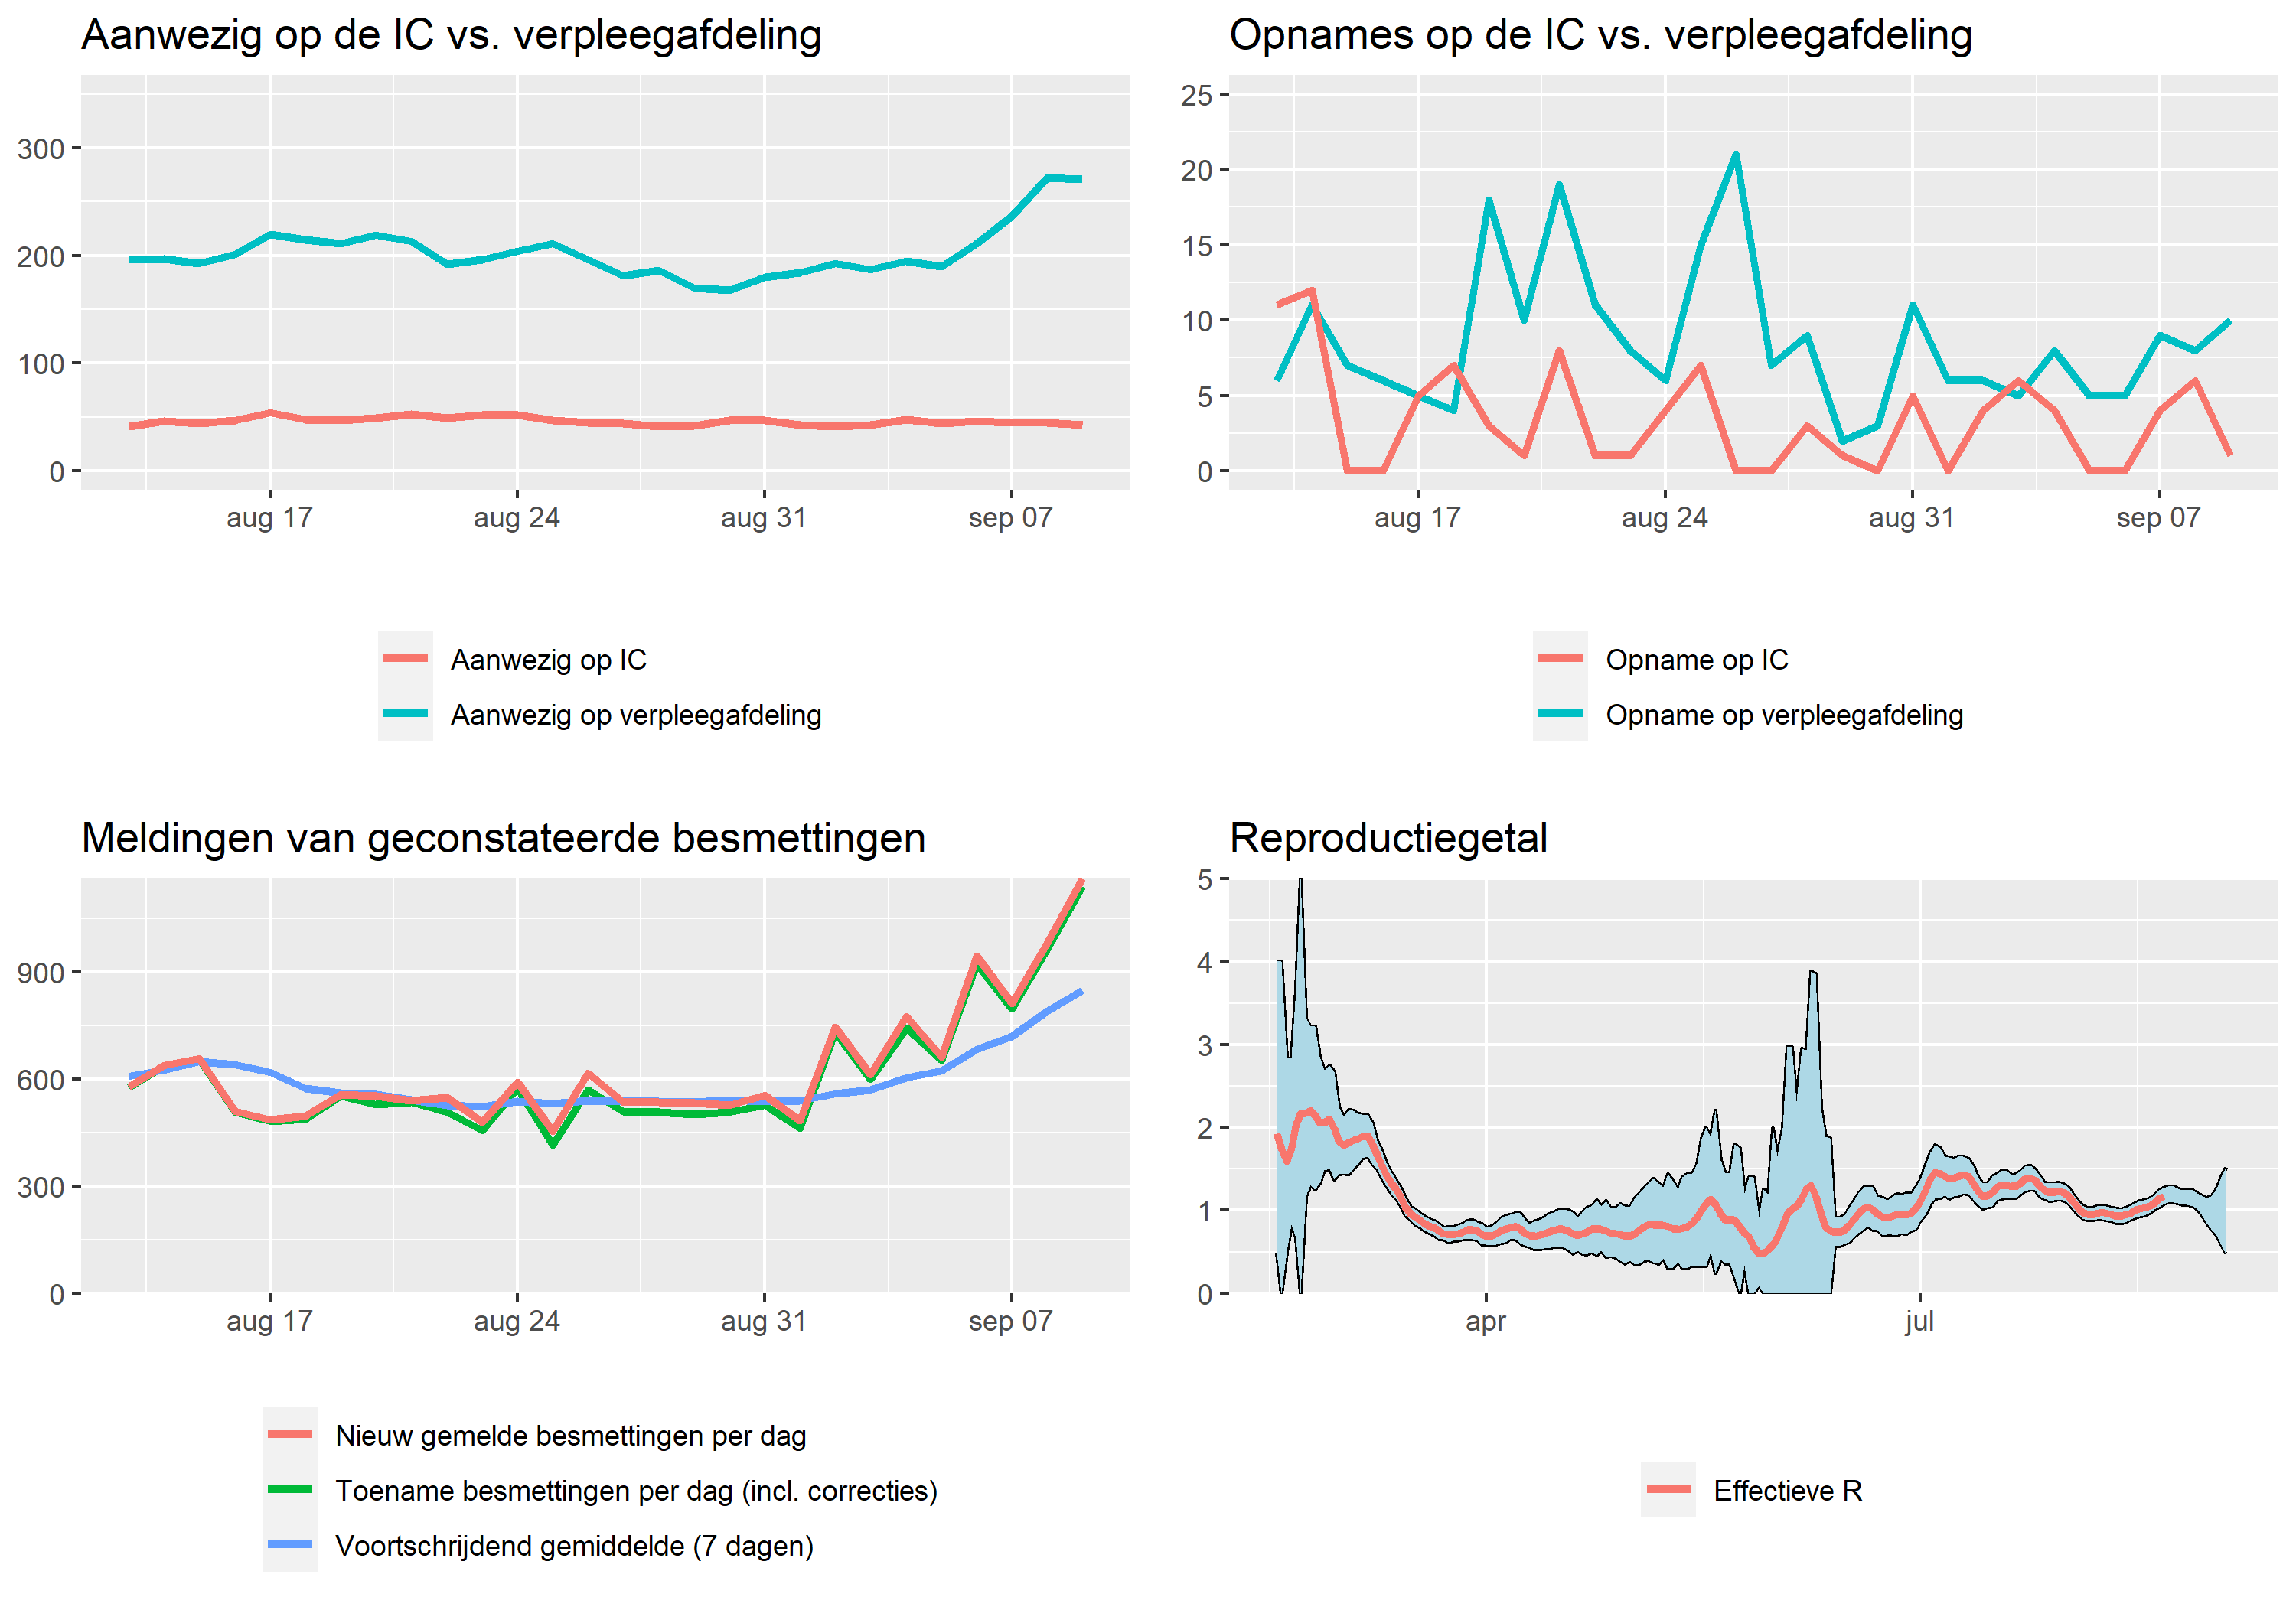 Aanwezig op de IC vs. verpleegafdeling
300
200
100
0
aug 17 aug 24 aug 31 sep 07
Aanwezig op IC
Aanwezig op verpleegafdeling
Opnames op de IC vs. verpleegafdeling
25
20
15
10
5
0
aug 17 aug 24 aug 31 sep 07
Opname op IC
Opname op verpleegafdeling
Meldingen van geconstateerde besmettingen
900
600
300
0
aug 17 aug 24 aug 31 sep 07
Nieuw gemelde besmettingen per dag
Toename besmettingen per dag (incl. correcties)
Voortschrijdend gemiddelde (7 dagen)
Reproductiegetal
5
4
3
2
1
0
apr jul
Effectieve R